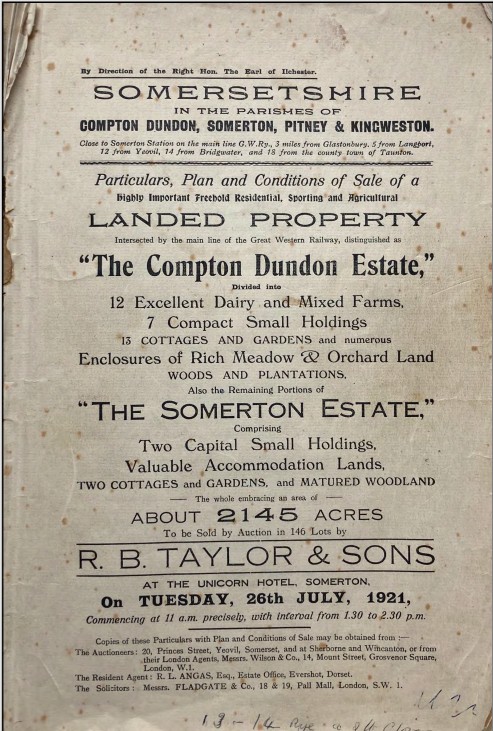 By Direction of the Right Hon. The Earl of Ilchester.
SOMERSETSHIRE
IN THE PARISHES OF
COMPTON DUNDON, SOMERTON, PITNEY & KINGWESTON.
Close to Somerton Station on the main line G.W.Ry., 3 miles from Glastonbury, 5 from Langport,
12 from Yeovil, 14 from Bridgwater, and 18 from the county town of Taunton.
Particulars, Plan and Conditions of Sale of a
Highly Important Freehold Residential, Sporting and Agricultural
LANDED PROPERTY
Intersected by the main line of the Great Western Railway, distinguished as
"The Compton Dundon Estate,"
Divided into
12 Excellent Dairy and Mixed Farms,
7 Compact Small Holdings
13 COTTAGES AND GARDENS and numerous
Enclosures of Rich Meadow & Orchard Land
WOODS AND PLANTATIONS,
Also the Remaining Portions of
"THE SOMERTON ESTATE,"
Comprising
Two Capital Small Holdings,
Valuable Accommodation Lands,
TWO COTTAGES and GARDENS, and MATURED WOODLAND
— The whole embracing an area of —
ABOUT 2145 ACRES
To be Sold by Auction in 146 Lots by
R. B. TAYLOR & SONS
AT THE UNICORN HOTEL, SOMERTON,
On TUESDAY, 26th JULY, 1921,
Commencing at 11 a.m. precisely, with interval from 1.30 to 2.30 p.m.
Copies of these Particulars with Plan and Conditions of Sale may be obtained from :—
The Auctioneers: 20, Princes Street, Yeovil, Somerset, and at Sherborne and Wincanton, or from
their London Agents, Messrs. Wilson & Co., 14, Mount Street, Grosvenor Square,
London, W.1.
The Resident Agent: R. L. ANGAS, Esq., Estate Office, Evershot, Dorset.
The Solicitors: Messrs. FLADGATE & Co., 18 & 19, Pall Mall, London, S.W. 1.
13 - 14